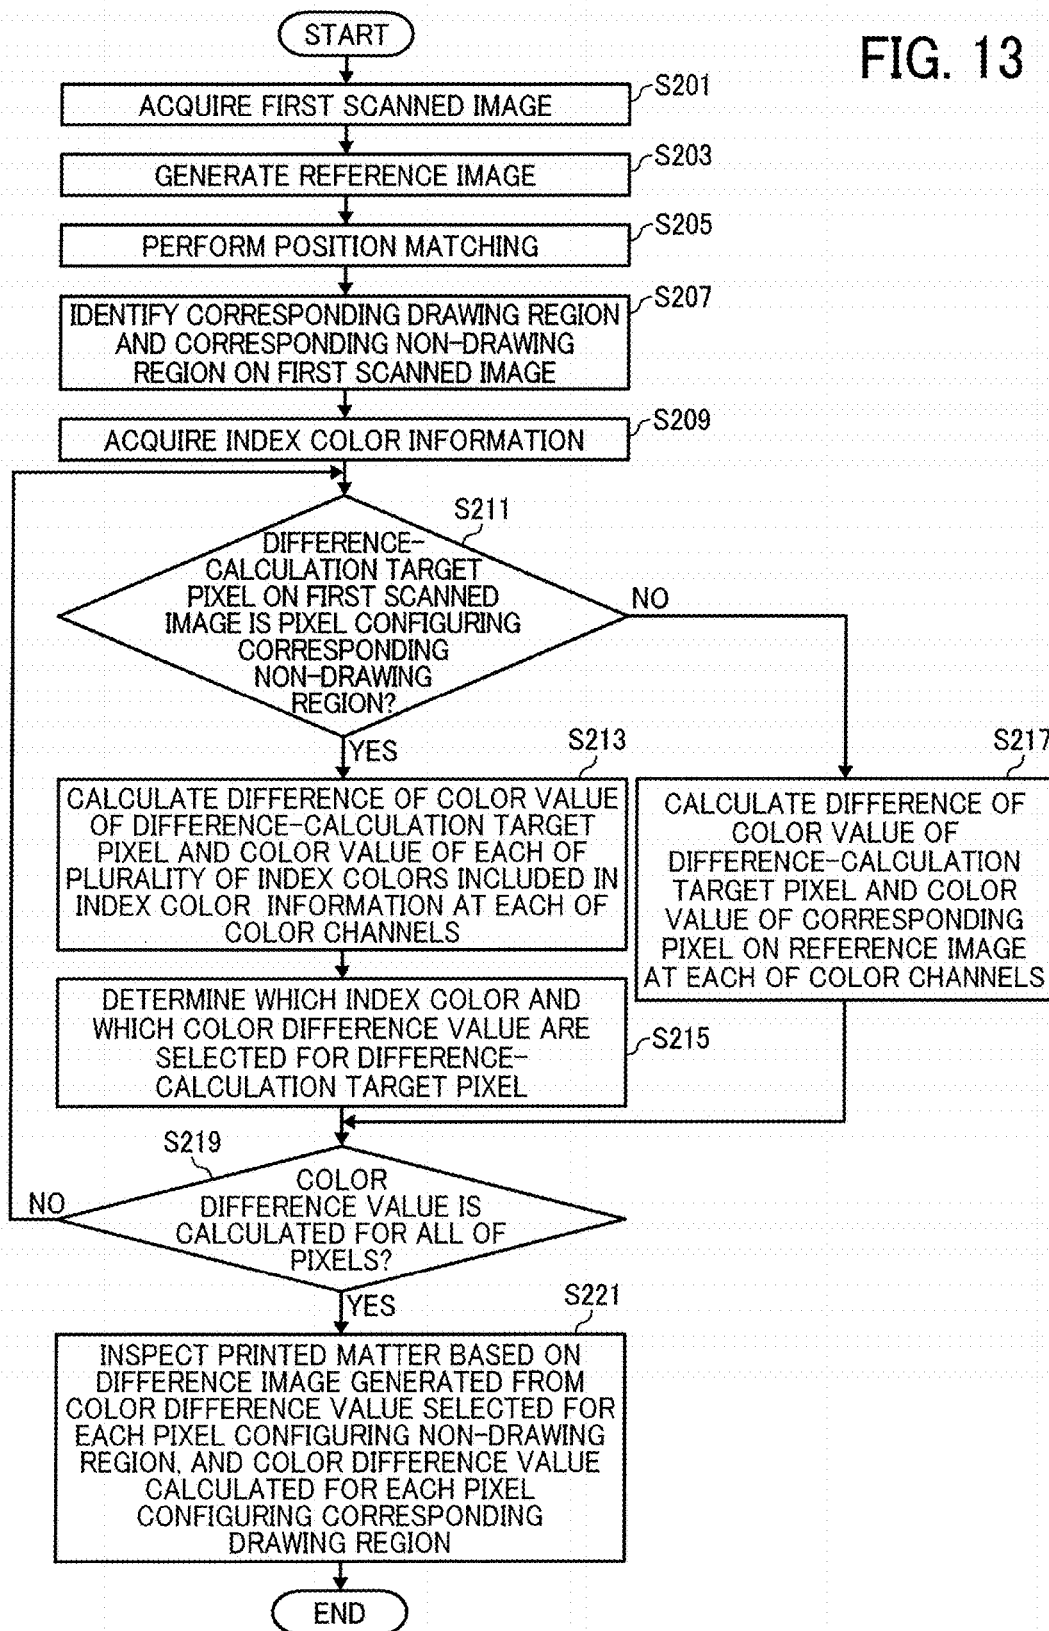 START
FIG. 13
S201
ACQUIRE FIRST SCANNED IMAGE
S203
GENERATE REFERENCE IMAGE
S205
PERFORM POSITION MATCHING
S207
IDENTIFY CORRESPONDING DRAWING REGION
AND CORRESPONDING NON-DRAWING
REGION ON FIRST SCANNED IMAGE
S209
ACQUIRE INDEX COLOR INFORMATION
S211
DIFFERENCE-
CALCULATION TARGET
PIXEL ON FIRST SCANNED
IMAGE IS PIXEL CONFIGURING
CORRESPONDING
NON-DRAWING
REGION?
NO
YES
S213
CALCULATE DIFFERENCE OF COLOR VALUE
OF DIFFERENCE-CALCULATION TARGET
PIXEL AND COLOR VALUE OF EACH OF
PLURALITY OF INDEX COLORS INCLUDED IN
INDEX COLOR INFORMATION AT EACH OF
COLOR CHANNELS
S217
CALCULATE DIFFERENCE OF
COLOR VALUE OF
DIFFERENCE-CALCULATION
TARGET PIXEL AND COLOR
VALUE OF CORRESPONDING
PIXEL ON REFERENCE IMAGE
AT EACH OF COLOR CHANNELS
DETERMINE WHICH INDEX COLOR AND
WHICH COLOR DIFFERENCE VALUE ARE
SELECTED FOR DIFFERENCE-
CALCULATION TARGET PIXEL
S215
S219
COLOR
DIFFERENCE VALUE IS
CALCULATED FOR ALL OF
PIXELS?
NO
YES
S221
INSPECT PRINTED MATTER BASED ON
DIFFERENCE IMAGE GENERATED FROM
COLOR DIFFERENCE VALUE SELECTED FOR
EACH PIXEL CONFIGURING NON-DRAWING
REGION, AND COLOR DIFFERENCE VALUE
CALCULATED FOR EACH PIXEL
CONFIGURING CORRESPONDING
DRAWING REGION
END